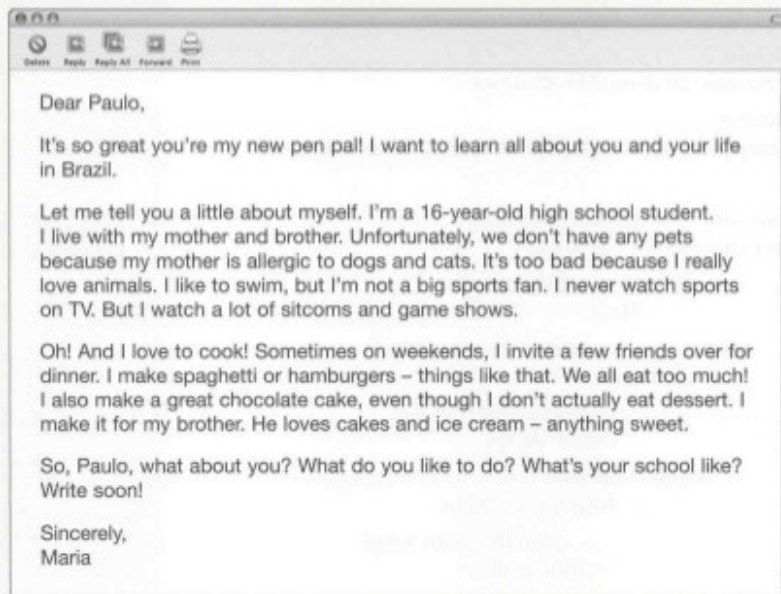 Delete Reply Reply All Forward Print
Dear Paulo,
It's so great you're my new pen pal! I want to learn all about you and your life
in Brazil.
Let me tell you a little about myself. I'm a 16-year-old high school student.
I live with my mother and brother. Unfortunately, we don't have any pets
because my mother is allergic to dogs and cats. It's too bad because I really
love animals. I like to swim, but I'm not a big sports fan. I never watch sports
on TV. But I watch a lot of sitcoms and game shows.
Oh! And I love to cook! Sometimes on weekends, I invite a few friends over for
dinner. I make spaghetti or hamburgers – things like that. We all eat too much!
I also make a great chocolate cake, even though I don't actually eat dessert. I
make it for my brother. He loves cakes and ice cream – anything sweet.
So, Paulo, what about you? What do you like to do? What's your school like?
Write soon!
Sincerely,
Maria